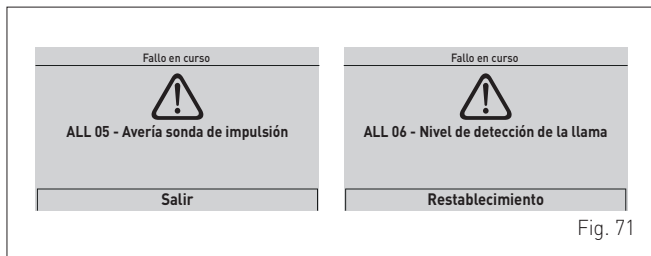 Fallo en curso
ALL 05 - Avería sonda de impulsión
Salir
Fallo en curso
ALL 06 - Nivel de detección de la llama
Restablecimiento
Fig. 71